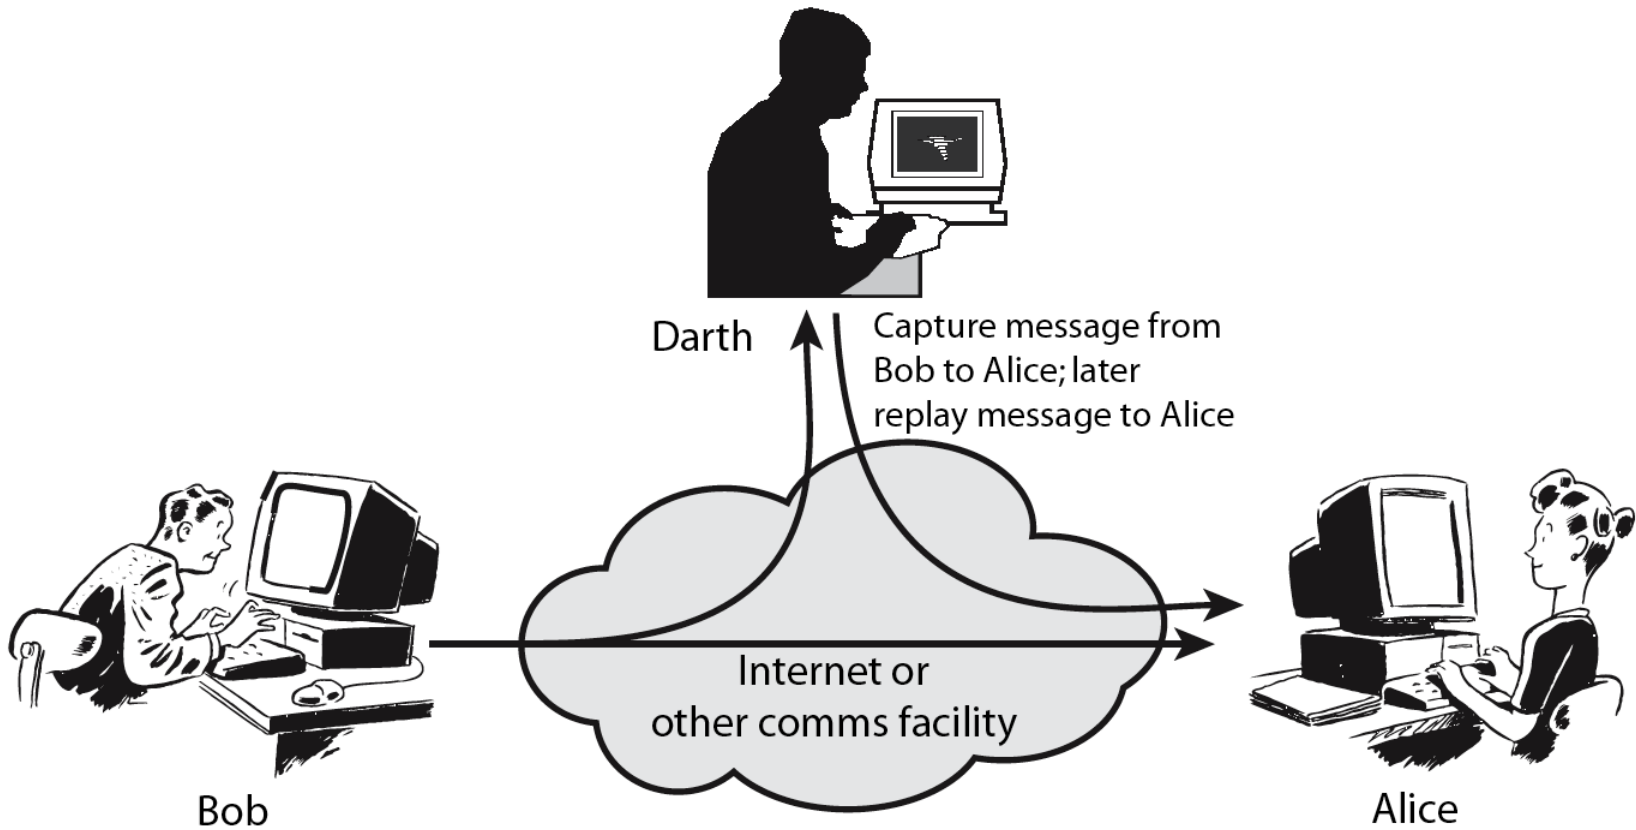 Darth
Capture message from
Bob to Alice; later
replay message to Alice
Internet or
other comms facility
Bob
Alice